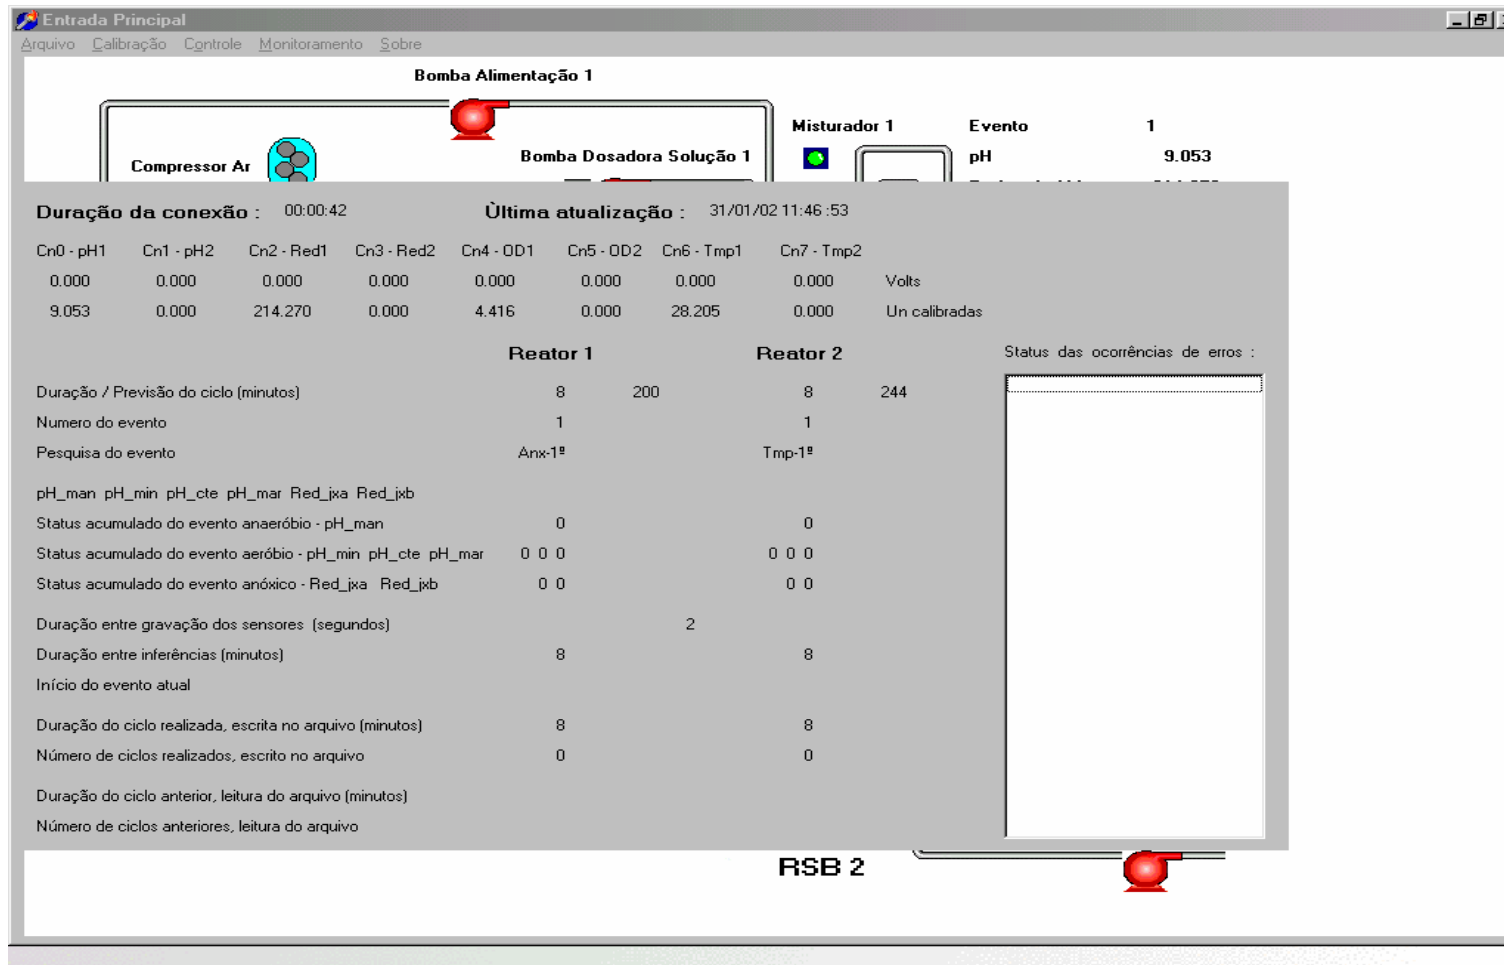 Entrada Principal
Arquivo Calibração Controle Monitoramento Sobre
Bomba Alimentação 1
Misturador 1 Evento 1
Compressor Ar Bomba Dosadora Solução 1 pH 9.053
Duração da conexão : 00:00:42 Ùltima atualização : 31/01/02 11:46 :53
Cn0 - pH1 Cn1 - pH2 Cn2 - Red1 Cn3 - Red2 Cn4 - OD1 Cn5 - OD2 Cn6 - Tmp1 Cn7 - Tmp2
0.000 0.000 0.000 0.000 0.000 0.000 0.000 0.000 Volts
9.053 0.000 214.270 0.000 4.416 0.000 28.205 0.000 Un calibradas
Reator 1 Reator 2 Status das ocorrências de erros :
Duração / Previsão do ciclo (minutos) 8 200 8 244
Numero do evento 1 1
Pesquisa do evento Anx-1º Tmp-1º
pH_man pH_min pH_cte pH_mar Red_jxa Red_jxb
Status acumulado do evento anaeróbio - pH_man 0 0
Status acumulado do evento aeróbio - pH_min pH_cte pH_mar 0 0 0 0 0 0
Status acumulado do evento anóxico - Red_jxa Red_jxb 0 0 0 0
Duração entre gravação dos sensores (segundos) 2
Duração entre inferências (minutos) 8 8
Início do evento atual
Duração do ciclo realizada, escrita no arquivo (minutos) 8 8
Número de ciclos realizados, escrito no arquivo 0 0
Duração do ciclo anterior, leitura do arquivo (minutos)
Número de ciclos anteriores, leitura do arquivo
RSB 2